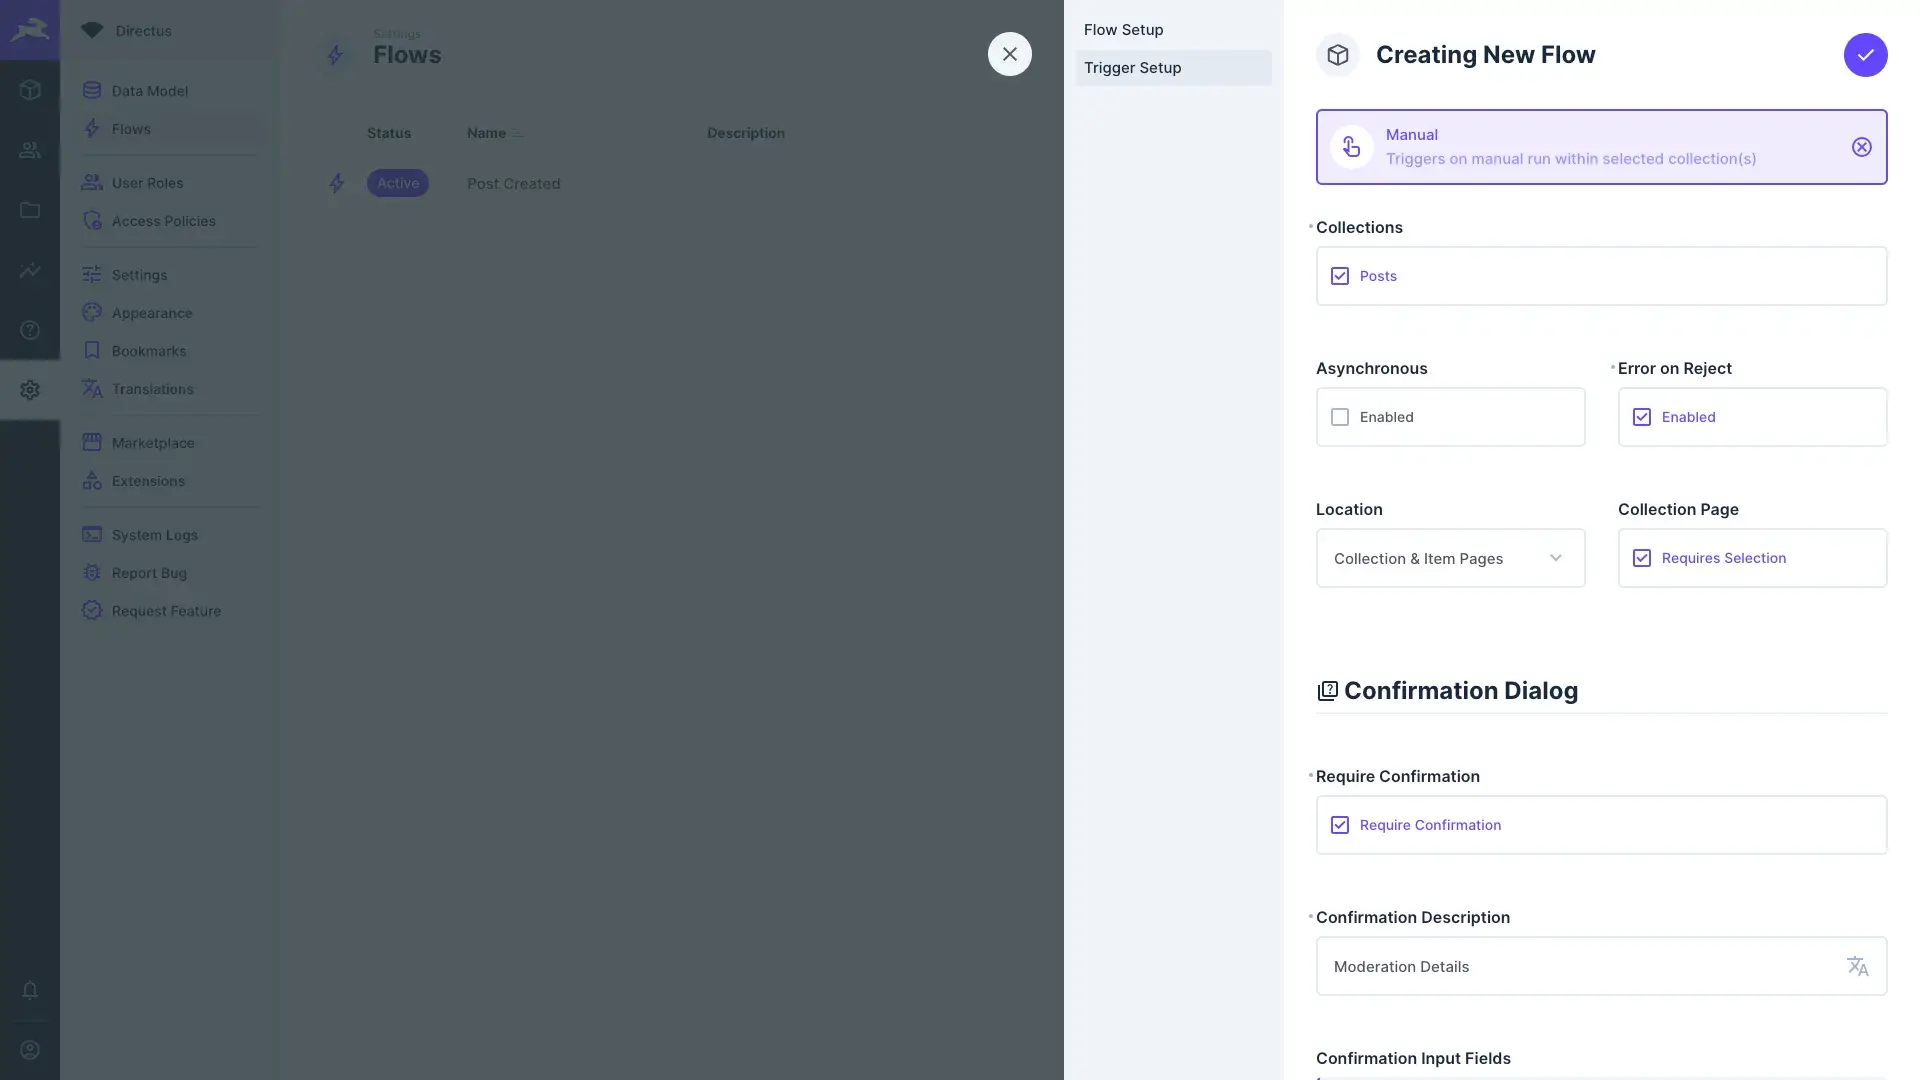 Directus
Data Model
Flows
User Roles
Access Policies
Settings
Appearance
Bookmarks
Translations
Marketplace
Extensions
System Logs
Report Bug
Request Feature
Settings
Flows
Status Name Description
Active Post Created
Flow Setup
Trigger Setup
Creating New Flow
Manual
Triggers on manual run within selected collection(s)
Collections
Posts
Asynchronous
Enabled
Error on Reject
Enabled
Location
Collection & Item Pages
Collection Page
Requires Selection
Confirmation Dialog
Require Confirmation
Require Confirmation
Confirmation Description
Moderation Details
Confirmation Input Fields